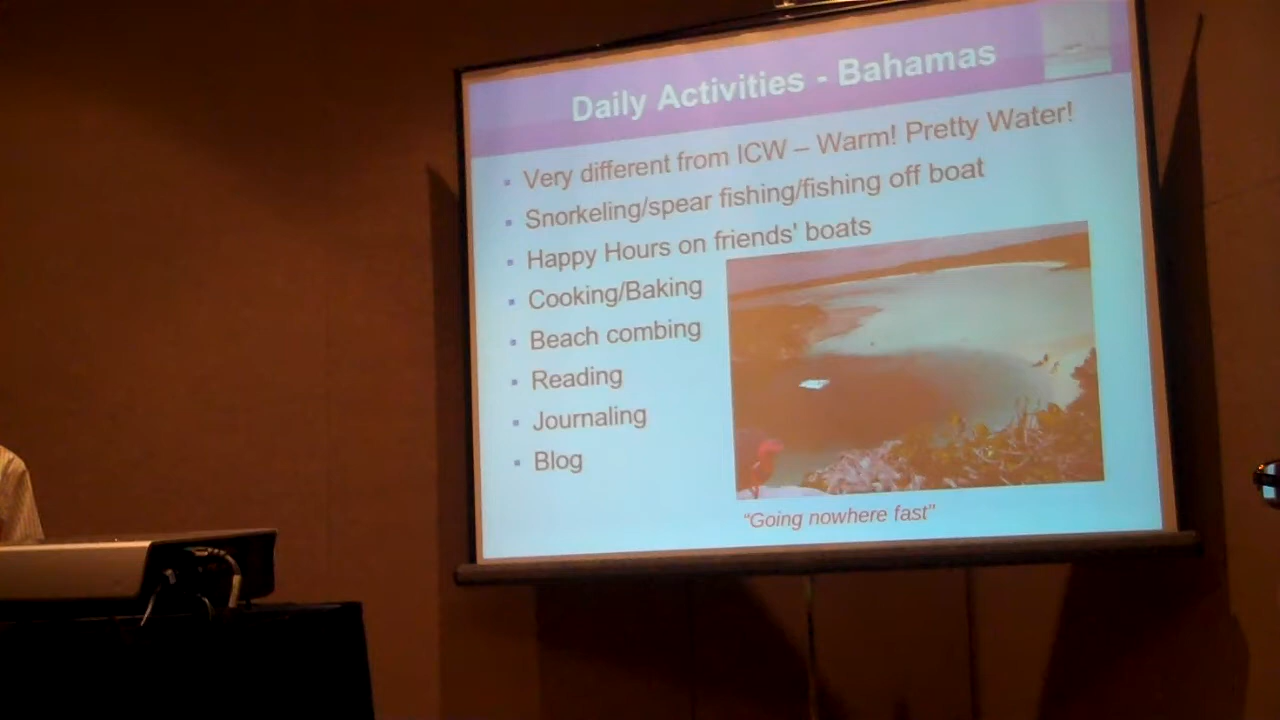 Daily Activities - Bahamas
Very different from ICW – Warm! Pretty Water!
Snorkeling/spear fishing/fishing off boat
Happy Hours on friends' boats
Cooking/Baking
Beach combing
Reading
Journaling
Blog
“Going nowhere fast”